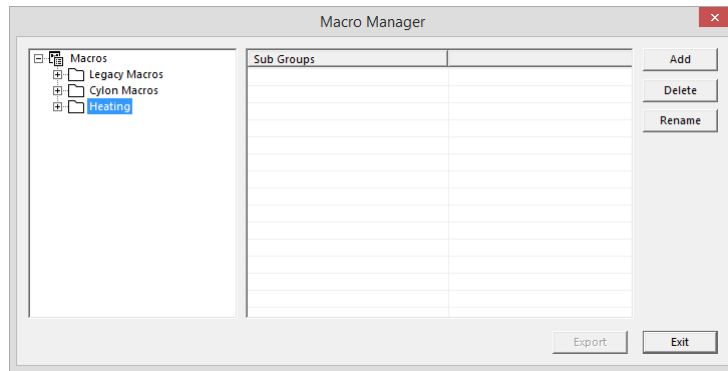 Macro Manager
Macros
Legacy Macros
Cylon Macros
Heating
Sub Groups
Add
Delete
Rename
Export
Exit